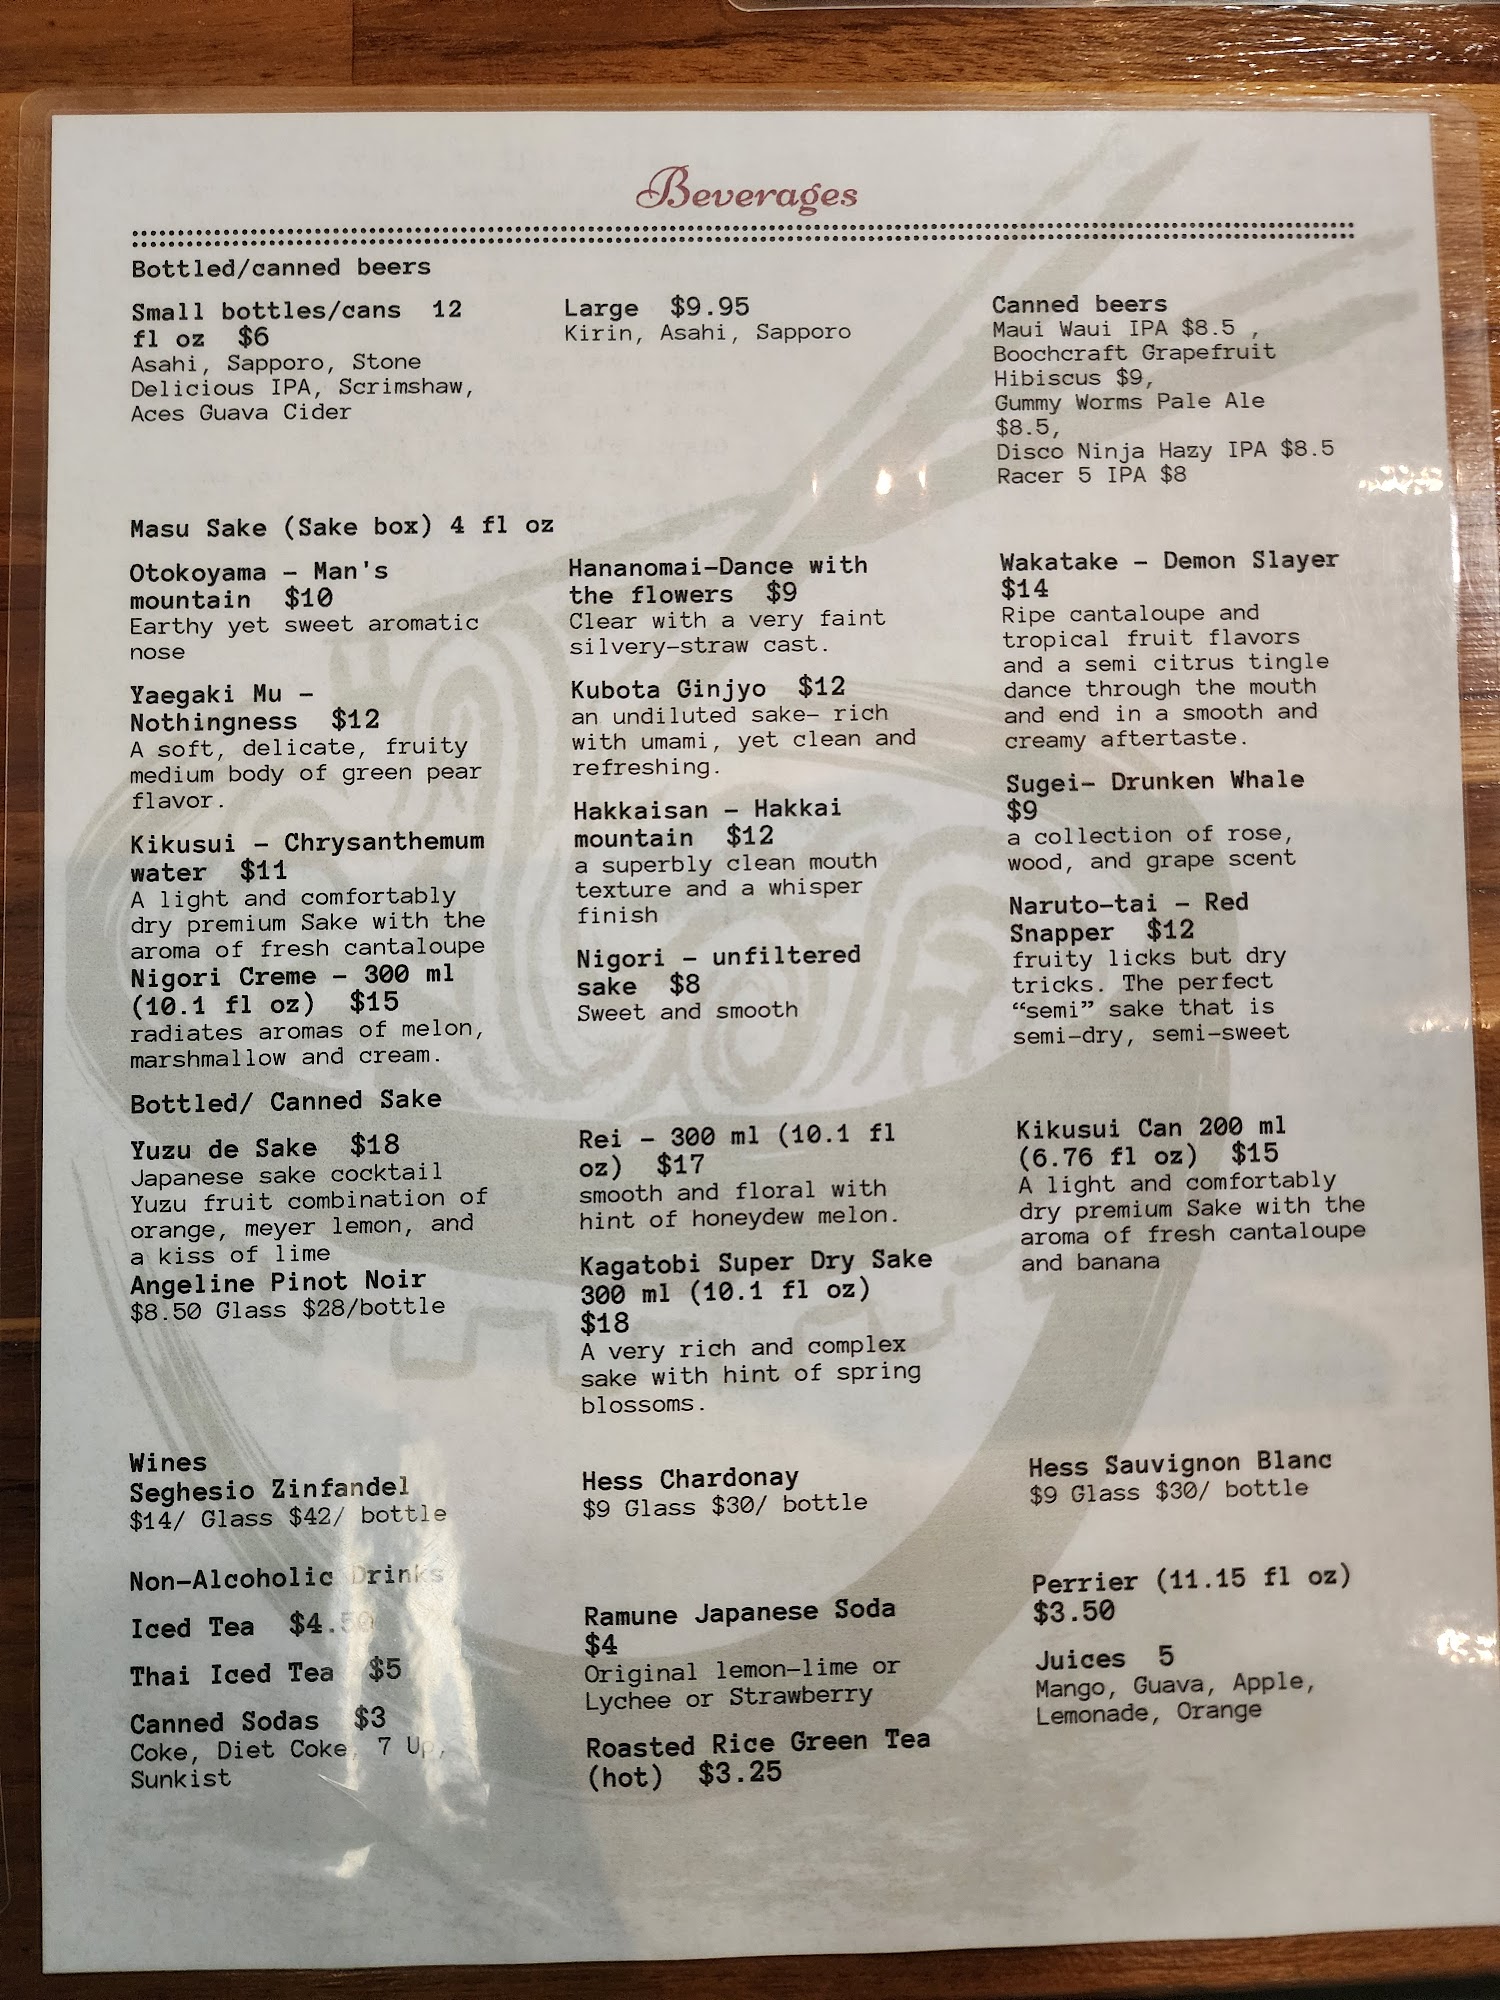 Beverages
Bottled/canned beers
Small bottles/cans 12
fl oz $6
Asahi, Sapporo, Stone
Delicious IPA, Scrimshaw,
Aces Guava Cider
Large $9.95
Kirin, Asahi, Sapporo
Canned beers
Maui Waui IPA $8.5 ,
Boochcraft Grapefruit
Hibiscus $9,
Gummy Worms Pale Ale
$8.5,
Disco Ninja Hazy IPA $8.5
Racer 5 IPA $8
Masu Sake (Sake box) 4 fl oz
Otokoyama – Man's
mountain $10
Earthy yet sweet aromatic
nose
Yaegaki Mu –
Nothingness $12
A soft, delicate, fruity
medium body of green pear
flavor.
Kikusui – Chrysanthemum
water $11
A light and comfortably
dry premium Sake with the
aroma of fresh cantaloupe
Nigori Creme – 300 ml
(10.1 fl oz) $15
radiates aromas of melon,
marshmallow and cream.
Hananomai–Dance with
the flowers $9
Clear with a very faint
silvery–straw cast.
Kubota Ginjyo $12
an undiluted sake– rich
with umami, yet clean and
refreshing.
Hakkaisan – Hakkai
mountain $12
a superbly clean mouth
texture and a whisper
finish
Nigori – unfiltered
sake $8
Sweet and smooth
Wakatake – Demon Slayer
$14
Ripe cantaloupe and
tropical fruit flavors
and a semi citrus tingle
dance through the mouth
and end in a smooth and
creamy aftertaste.
Sugei– Drunken Whale
$9
a collection of rose,
wood, and grape scent
Naruto–tai – Red
Snapper $12
fruity licks but dry
tricks. The perfect
“semi” sake that is
semi–dry, semi–sweet
Bottled/ Canned Sake
Yuzu de Sake $18
Japanese sake cocktail
Yuzu fruit combination of
orange, meyer lemon, and
a kiss of lime
Angeline Pinot Noir
$8.50 Glass $28/bottle
Rei – 300 ml (10.1 fl
oz) $17
smooth and floral with
hint of honeydew melon.
Kagatobi Super Dry Sake
300 ml (10.1 fl oz)
$18
A very rich and complex
sake with hint of spring
blossoms.
Kikusui Can 200 ml
(6.76 fl oz) $15
A light and comfortably
dry premium Sake with the
aroma of fresh cantaloupe
and banana
Wines
Seghesio Zinfandel
$14/ Glass $42/ bottle
Hess Chardonay
$9 Glass $30/ bottle
Hess Sauvignon Blanc
$9 Glass $30/ bottle
Non–Alcoholic Drinks
Iced Tea $4.50
Thai Iced Tea $5
Canned Sodas $3
Coke, Diet Coke, 7 Up,
Sunkist
Ramune Japanese Soda
$4
Original lemon–lime or
Lychee or Strawberry
Roasted Rice Green Tea
(hot) $3.25
Perrier (11.15 fl oz)
$3.50
Juices 5
Mango, Guava, Apple,
Lemonade, Orange